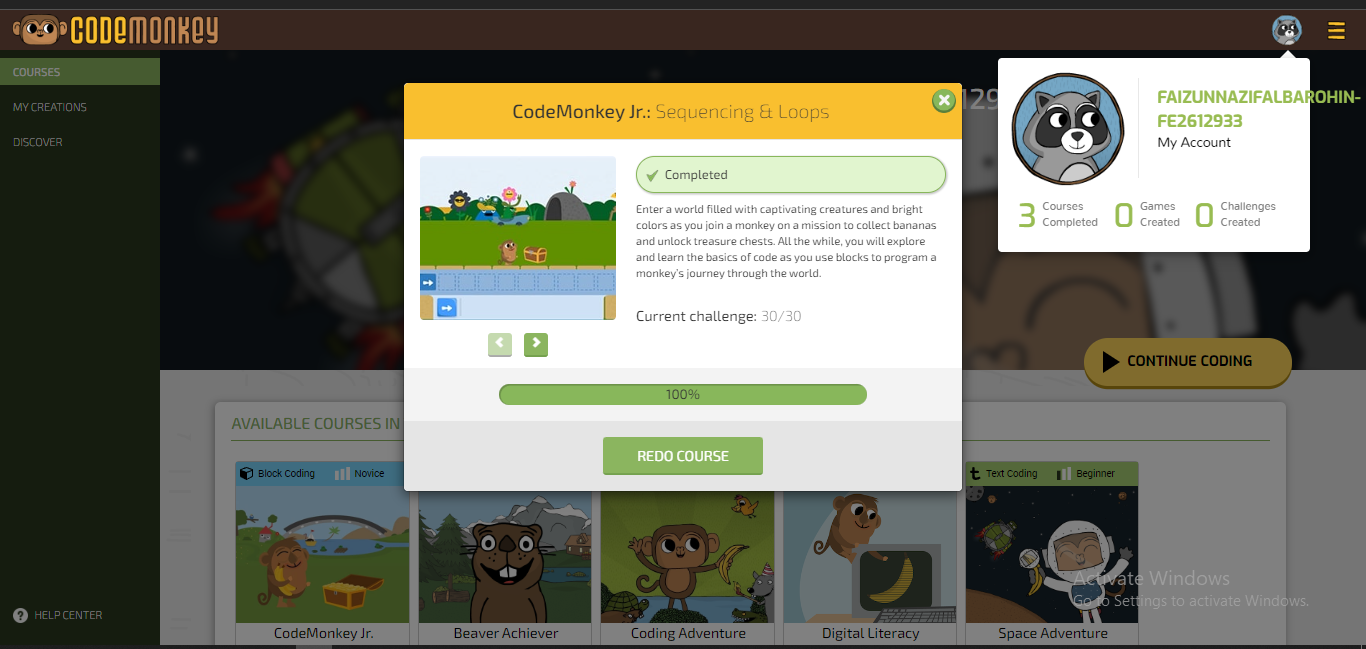 CODEMONKEY
COURSES
MY CREATIONS
DISCOVER
HELP CENTER
129
FAIZUNNAZIFALBAROHIN-
FE2612933
My Account
3 Courses Completed
0 Games Created
0 Challenges Created
CodeMonkey Jr.: Sequencing & Loops
Completed
Enter a world filled with captivating creatures and bright
colors as you join a monkey on a mission to collect bananas
and unlock treasure chests. All the while, you will explore
and learn the basics of code as you use blocks to program a
monkey's journey through the world.
Current challenge: 30/30
100%
REDO COURSE
CONTINUE CODING
AVAILABLE COURSES IN
Block Coding Novice
t Text Coding Beginner
CodeMonkey Jr.
Beaver Achiever
Coding Adventure
Digital Literacy
Space Adventure
Activate Windows
Go to Settings to activate Windows.